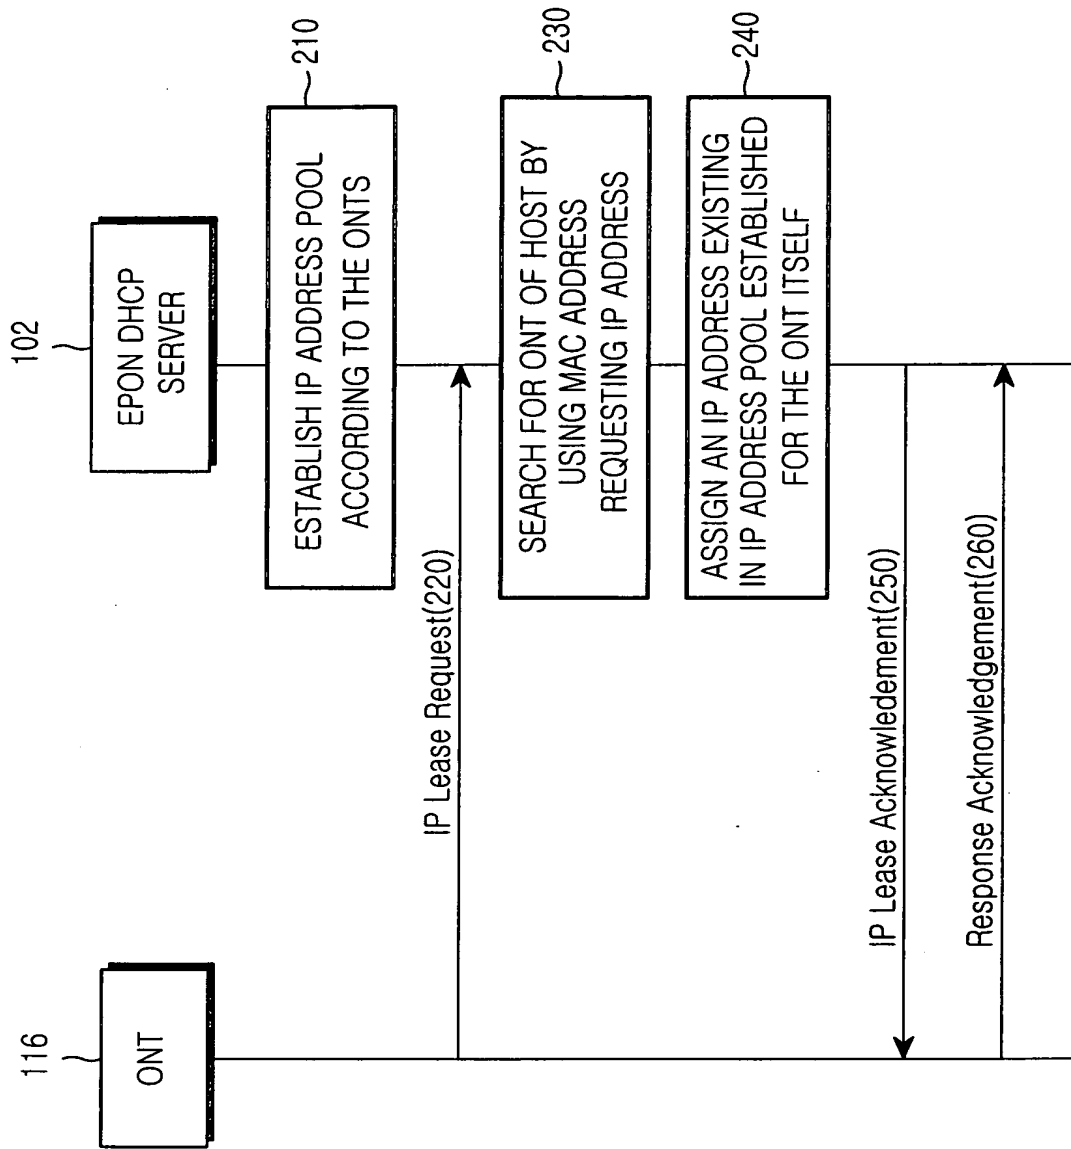 116
ONT
102
EPON DHCP
SERVER
210
ESTABLISH IP ADDRESS POOL
ACCORDING TO THE ONTS
IP Lease Request(220)
230
SEARCH FOR ONT OF HOST BY
USING MAC ADDRESS
REQUESTING IP ADDRESS
240
ASSIGN AN IP ADDRESS EXISTING
IN IP ADDRESS POOL ESTABLISHED
FOR THE ONT ITSELF
IP Lease Acknowledement(250)
Response Acknowledgement(260)